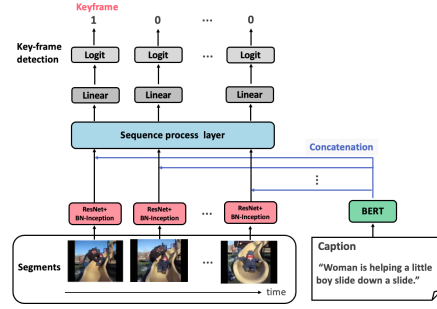 Keyframe
1 0 ... 0
Key-frame
detection
Logit Logit ... Logit
Linear Linear Linear
Sequence process layer
Concatenation
ResNet+
BN-Inception
ResNet+
BN-Inception
...
ResNet+
BN-Inception
BERT
Segments
...
time
Caption
“Woman is helping a little
boy slide down a slide.”